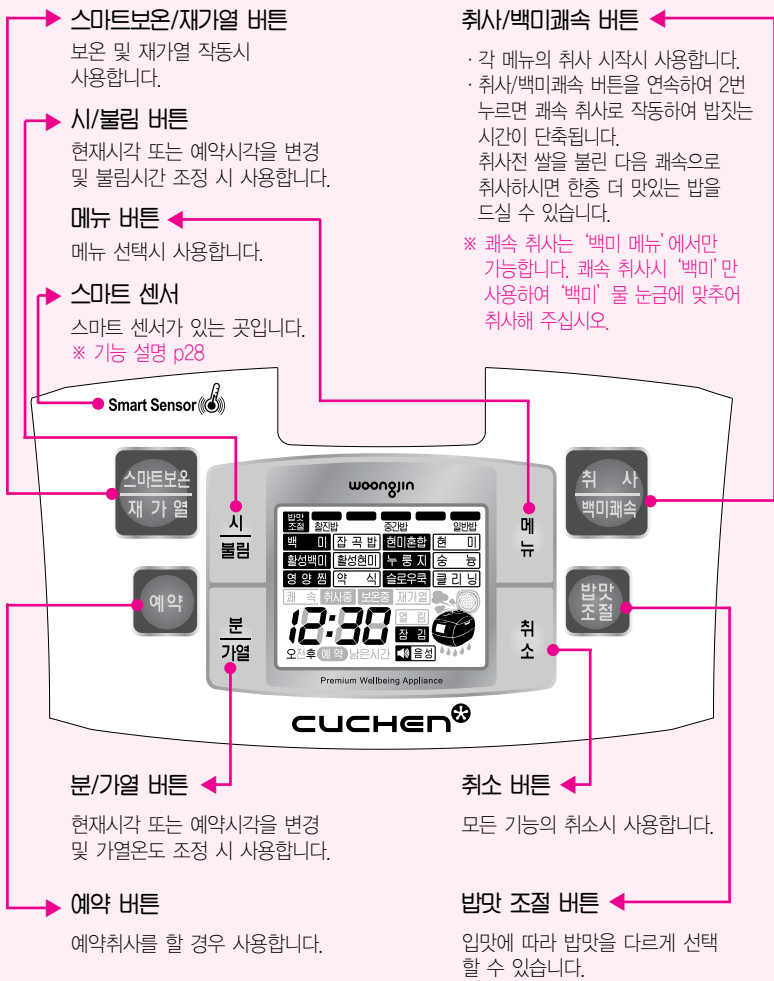 스마트보온/재가열 버튼
보온 및 재가열 작동시
사용합니다.
시/불림 버튼
현재시각 또는 예약시각을 변경
및 불림시간 조정 시 사용합니다.
메뉴 버튼
메뉴 선택시 사용합니다.
스마트 센서
스마트 센서가 있는 곳입니다.
※ 기능 설명 p28
취사/백미쾌속 버튼
· 각 메뉴의 취사 시작시 사용합니다.
· 취사/백미쾌속 버튼을 연속하여 2번
누르면 쾌속 취사로 작동하여 밥짓는
시간이 단축됩니다.
취사전 쌀을 불린 다음 쾌속으로
취사하시면 한층 더 맛있는 밥을
드실 수 있습니다.
※ 쾌속 취사는 ‘백미 메뉴’에서만
가능합니다. 쾌속 취사시 ‘백미’만
사용하여 ‘백미’ 물 눈금에 맞추어
취사해 주십시오.
Smart Sensor
스마트보온
재 가 열
예약
시
불림
분
가열
woongjin
밥맛
조절 찰진밥 중간밥 일반밥
백 미 잡곡밥 현미혼합 현 미
활성백미 활성현미 누룽지 숭 늉
영양찜 약 식 슬로우쿡 클리닝
쾌 속 취사중 보온중 재가열
12:30 열 림
잠 김
오전후 예약 남은시간 음성
Premium Wellbeing Appliance
메
뉴
취
소
취 사
백미쾌속
밥맛
조절
CUCHEN
분/가열 버튼
현재시각 또는 예약시각을 변경
및 가열온도 조정 시 사용합니다.
예약 버튼
예약취사를 할 경우 사용합니다.
취소 버튼
모든 기능의 취소시 사용합니다.
밥맛 조절 버튼
입맛에 따라 밥맛을 다르게 선택
할 수 있습니다.